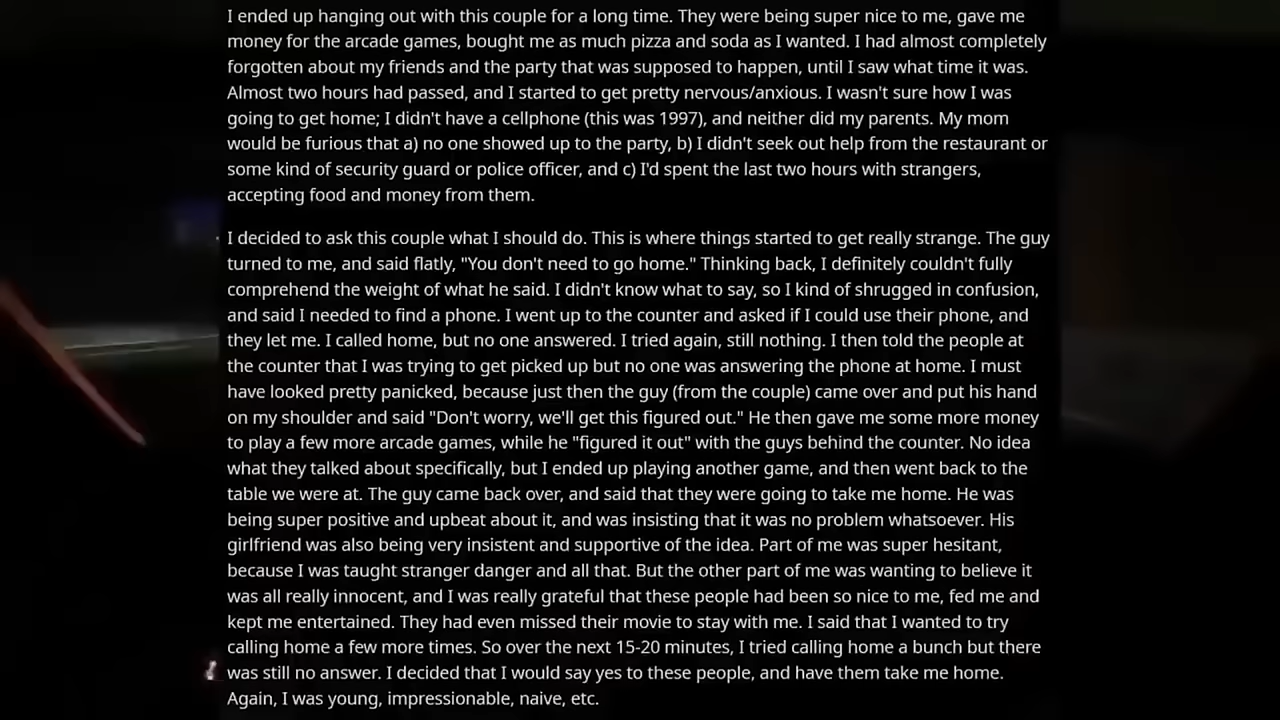 I ended up hanging out with this couple for a long time. They were being super nice to me, gave me
money for the arcade games, bought me as much pizza and soda as I wanted. I had almost completely
forgotten about my friends and the party that was supposed to happen, until I saw what time it was.
Almost two hours had passed, and I started to get pretty nervous/anxious. I wasn't sure how I was
going to get home; I didn't have a cellphone (this was 1997), and neither did my parents. My mom
would be furious that a) no one showed up to the party, b) I didn't seek out help from the restaurant or
some kind of security guard or police officer, and c) I'd spent the last two hours with strangers,
accepting food and money from them.
I decided to ask this couple what I should do. This is where things started to get really strange. The guy
turned to me, and said flatly, "You don't need to go home." Thinking back, I definitely couldn't fully
comprehend the weight of what he said. I didn't know what to say, so I kind of shrugged in confusion,
and said I needed to find a phone. I went up to the counter and asked if I could use their phone, and
they let me. I called home, but no one answered. I tried again, still nothing. I then told the people at
the counter that I was trying to get picked up but no one was answering the phone at home. I must
have looked pretty panicked, because just then the guy (from the couple) came over and put his hand
on my shoulder and said "Don't worry, we'll get this figured out." He then gave me some more money
to play a few more arcade games, while he "figured it out" with the guys behind the counter. No idea
what they talked about specifically, but I ended up playing another game, and then went back to the
table we were at. The guy came back over, and said that they were going to take me home. He was
being super positive and upbeat about it, and was insisting that it was no problem whatsoever. His
girlfriend was also being very insistent and supportive of the idea. Part of me was super hesitant,
because I was taught stranger danger and all that. But the other part of me was wanting to believe it
was all really innocent, and I was really grateful that these people had been so nice to me, fed me and
kept me entertained. They had even missed their movie to stay with me. I said that I wanted to try
calling home a few more times. So over the next 15-20 minutes, I tried calling home a bunch but there
was still no answer. I decided that I would say yes to these people, and have them take me home.
Again, I was young, impressionable, naive, etc.